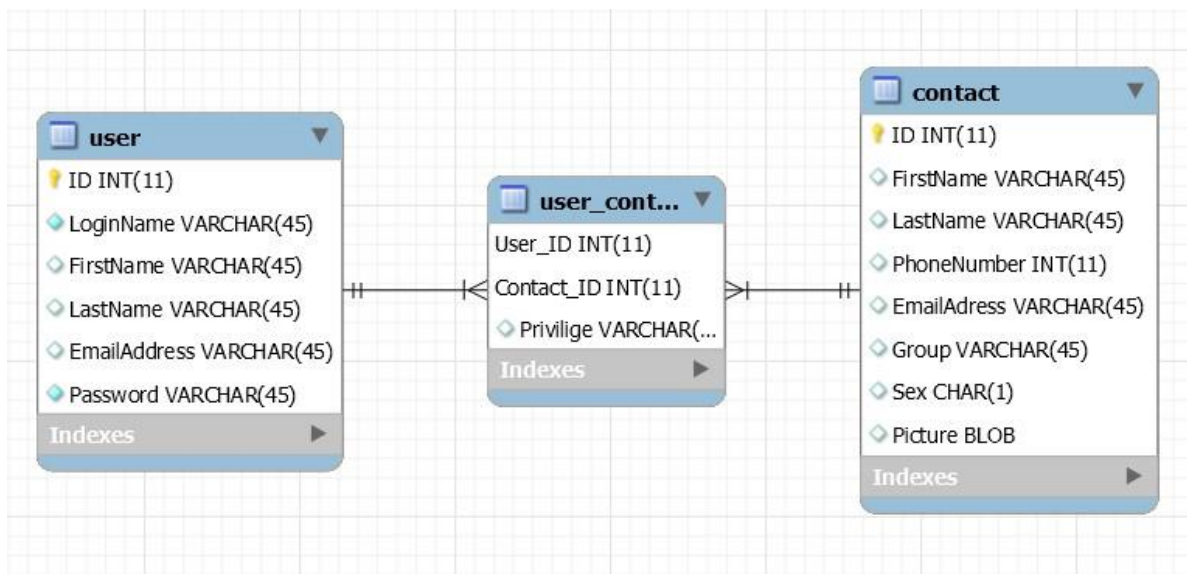 user
ID INT(11)
LoginName VARCHAR(45)
FirstName VARCHAR(45)
LastName VARCHAR(45)
EmailAddress VARCHAR(45)
Password VARCHAR(45)
Indexes
user_cont...
User_ID INT(11)
Contact_ID INT(11)
Privilige VARCHAR(...
Indexes
contact
ID INT(11)
FirstName VARCHAR(45)
LastName VARCHAR(45)
PhoneNumber INT(11)
EmailAdress VARCHAR(45)
Group VARCHAR(45)
Sex CHAR(1)
Picture BLOB
Indexes